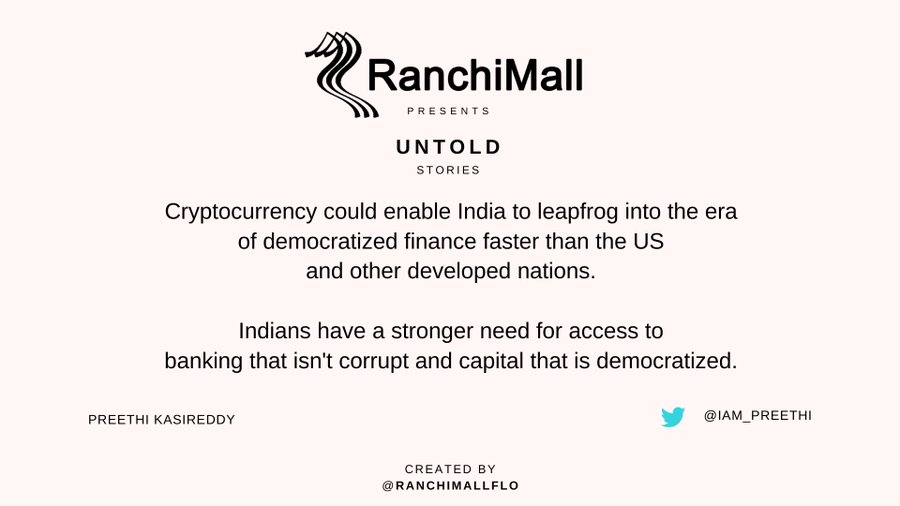 RanchiMall
PRESENTS
UNTOLD
STORIES
Cryptocurrency could enable India to leapfrog into the era
of democratized finance faster than the US
and other developed nations.
Indians have a stronger need for access to
banking that isn't corrupt and capital that is democratized.
PREETHI KASIREDDY
@IAM_PREETHI
CREATED BY
@RANCHIMALLFLO